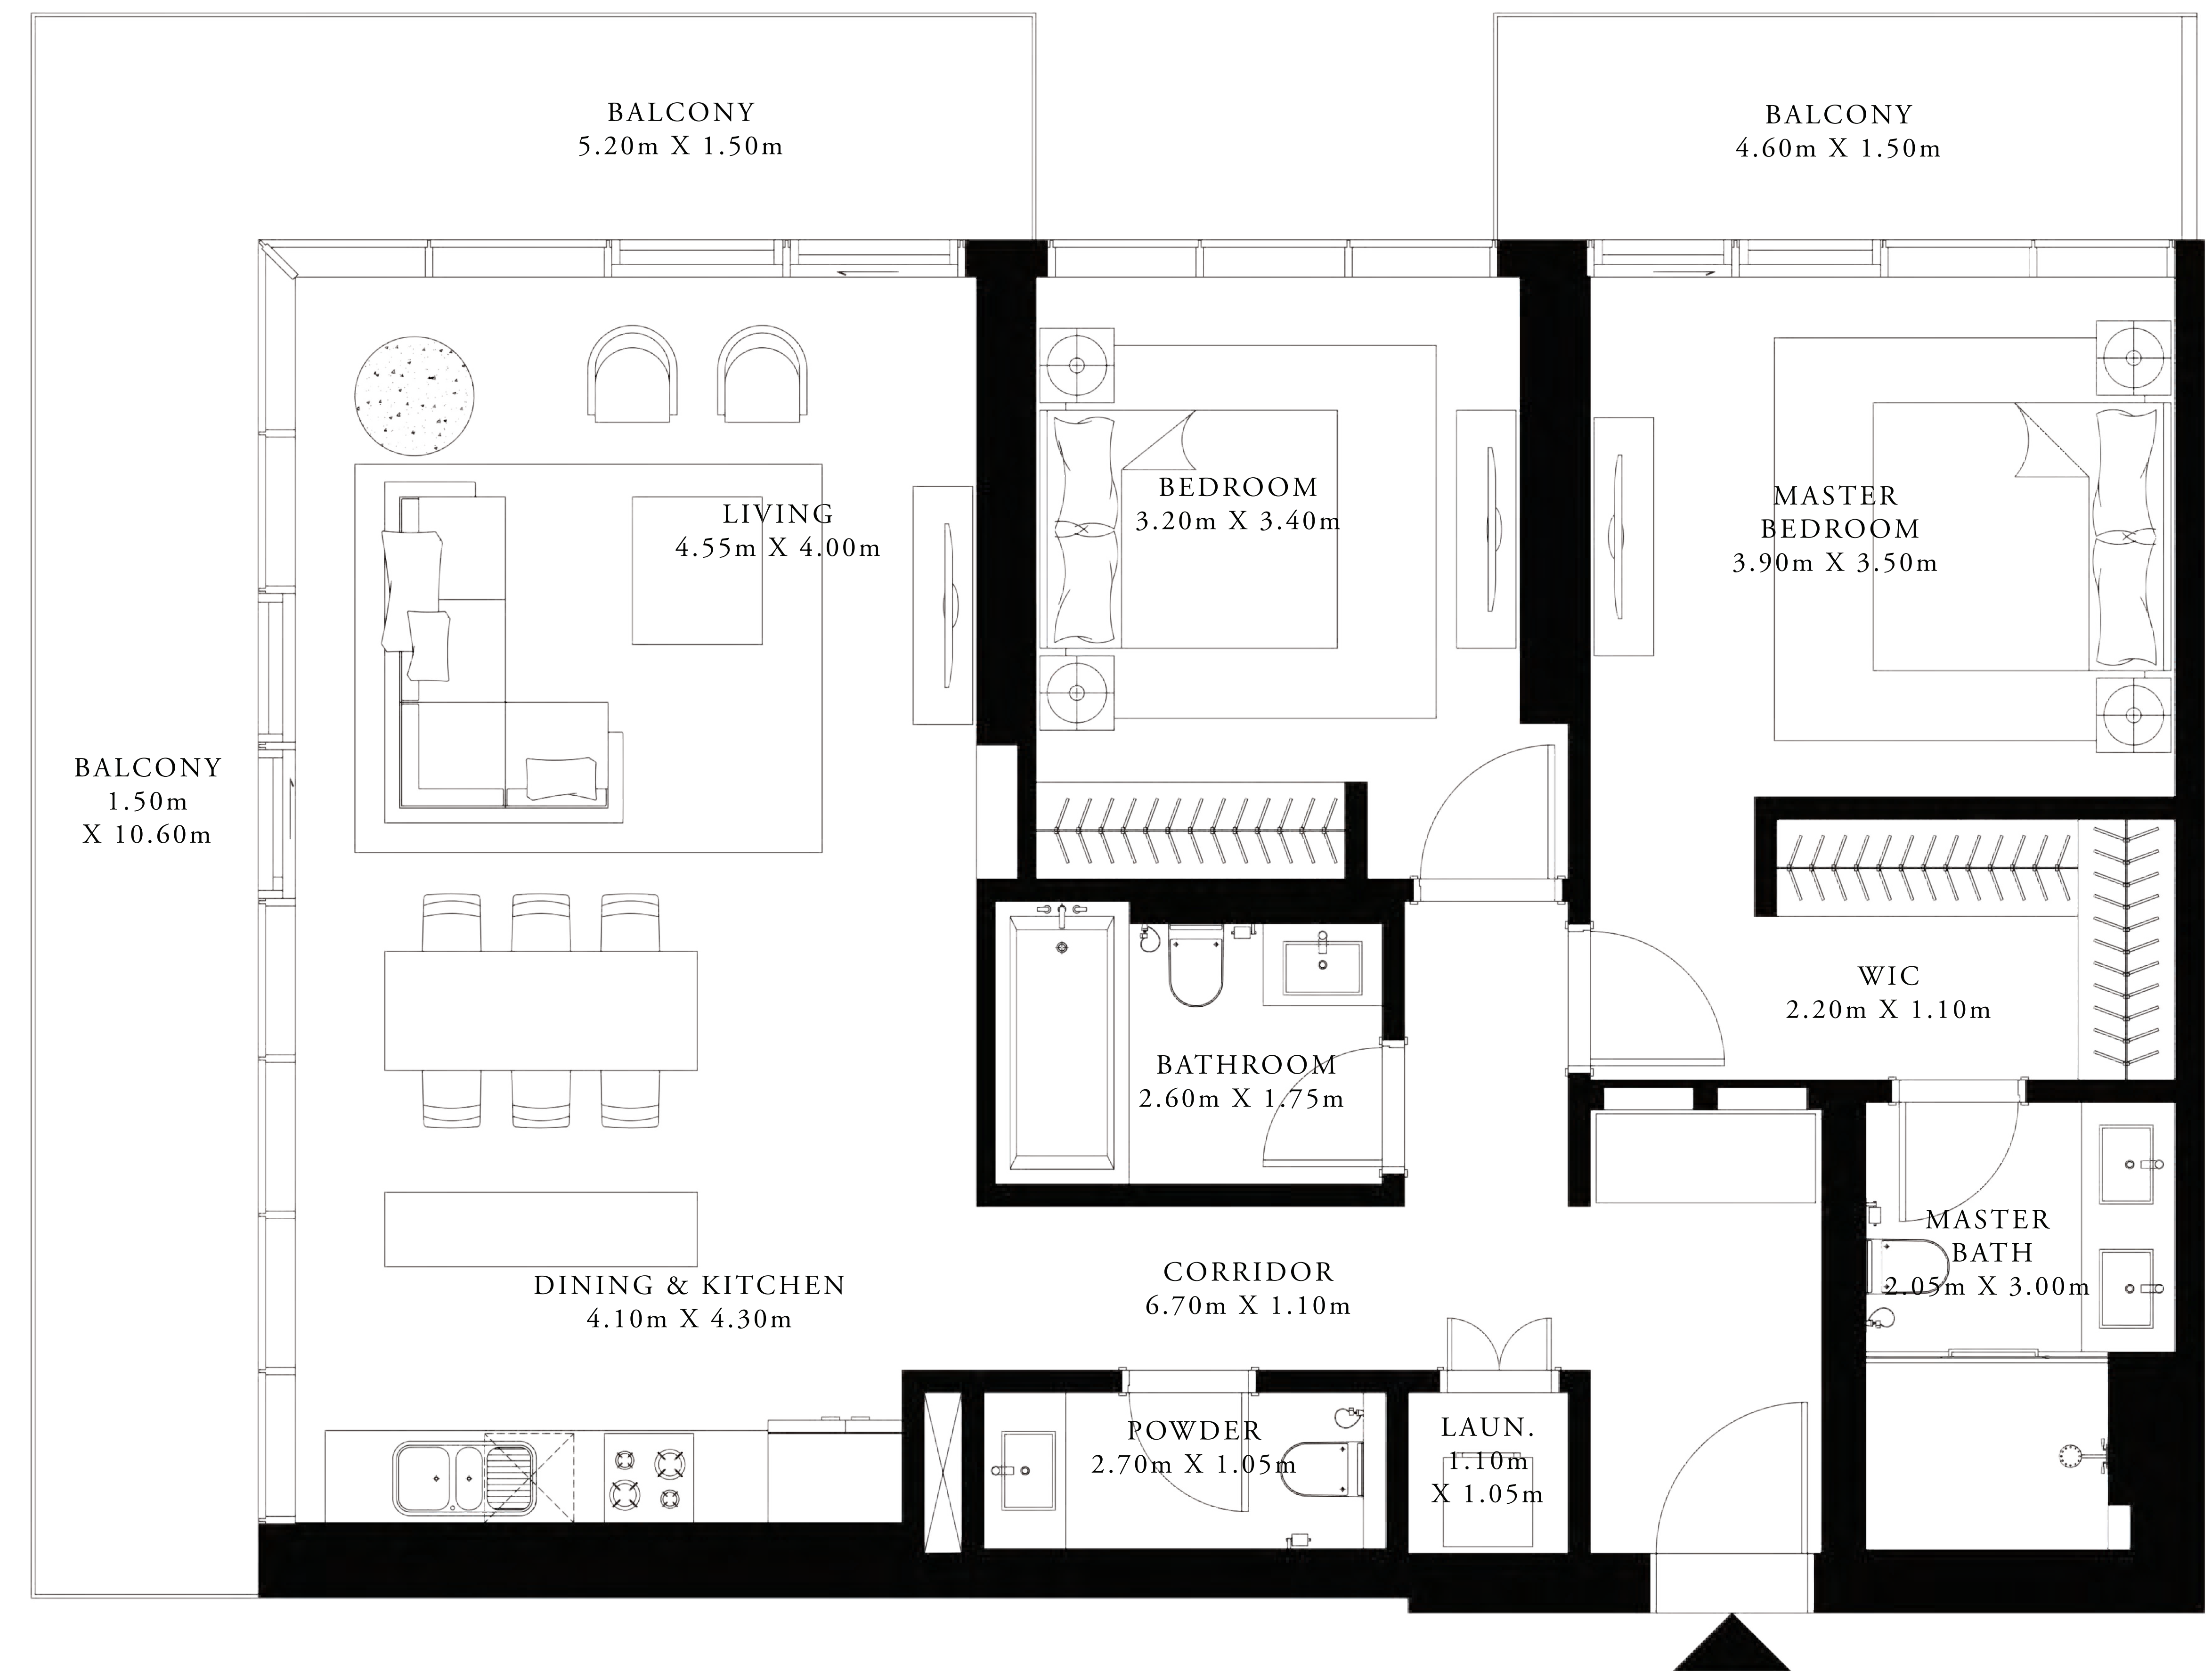 BALCONY
5.20m X 1.50m
BALCONY
4.60m X 1.50m
LIVING
4.55m X 4.00m
BEDROOM
3.20m X 3.40m
MASTER
BEDROOM
3.90m X 3.50m
BALCONY
1.50m
X 10.60m
WIC
2.20m X 1.10m
BATHROOM
2.60m X 1.75m
MASTER
BATH
2.05m X 3.00m
DINING & KITCHEN
4.10m X 4.30m
CORRIDOR
6.70m X 1.10m
POWDER
2.70m X 1.05m
LAUN.
1.10m
X 1.05m